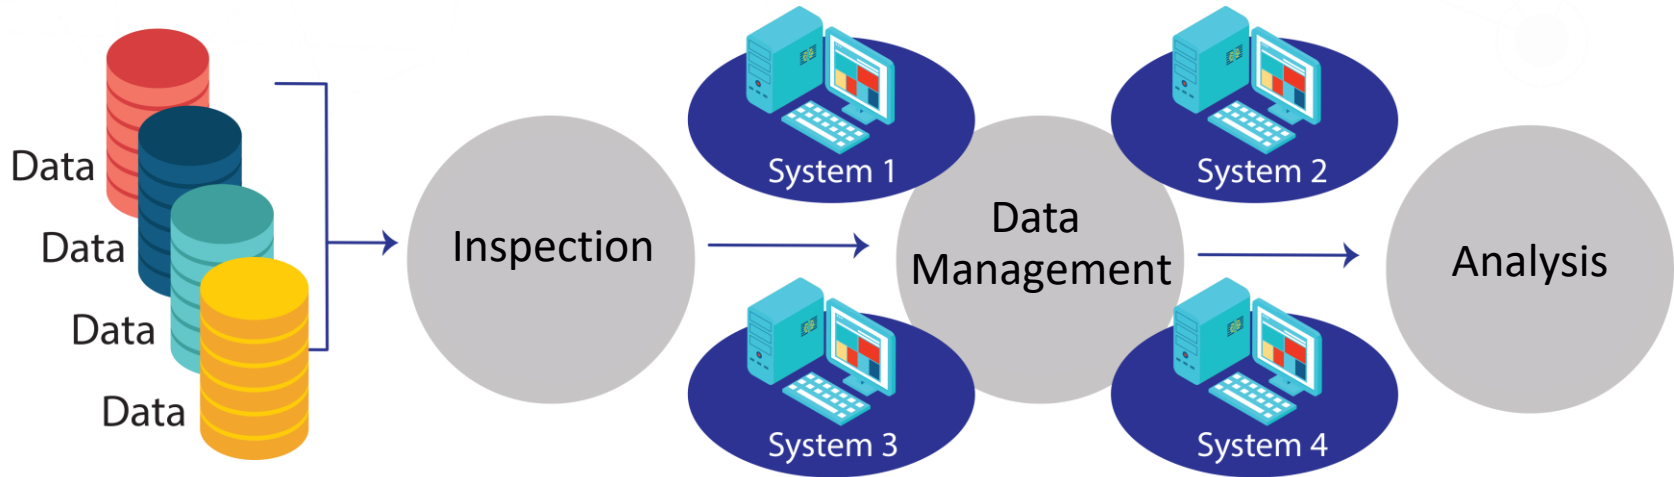 Data
Data
Data
Data
Inspection
System 1
System 3
Data
Management
System 2
System 4
Analysis